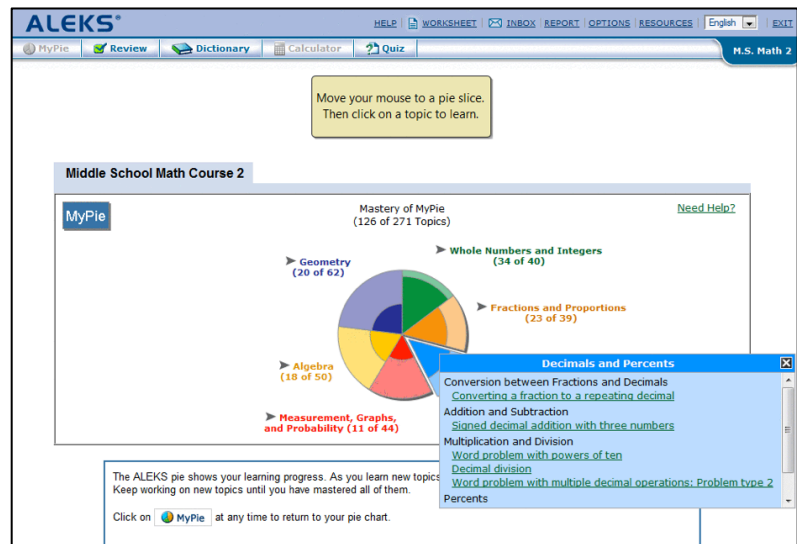 ALEKS®
HELP | WORKSHEET | INBOX | REPORT | OPTIONS | RESOURCES | English | EXIT
MyPie Review Dictionary Calculator Quiz M.S. Math 2
Move your mouse to a pie slice.
Then click on a topic to learn.
Middle School Math Course 2
MyPie
Mastery of MyPie
(126 of 271 Topics)
Need Help?
Whole Numbers and Integers
(34 of 40)
Geometry
(20 of 62)
Fractions and Proportions
(23 of 39)
Algebra
(18 of 50)
Measurement, Graphs,
and Probability (11 of 44)
Decimals and Percents
Conversion between Fractions and Decimals
Converting a fraction to a repeating decimal
Addition and Subtraction
Signed decimal addition with three numbers
Multiplication and Division
Word problem with powers of ten
Decimal division
Word problem with multiple decimal operations: Problem type 2
Percents
The ALEKS pie shows your learning progress. As you learn new topics
Keep working on new topics until you have mastered all of them.
Click on MyPie at any time to return to your pie chart.